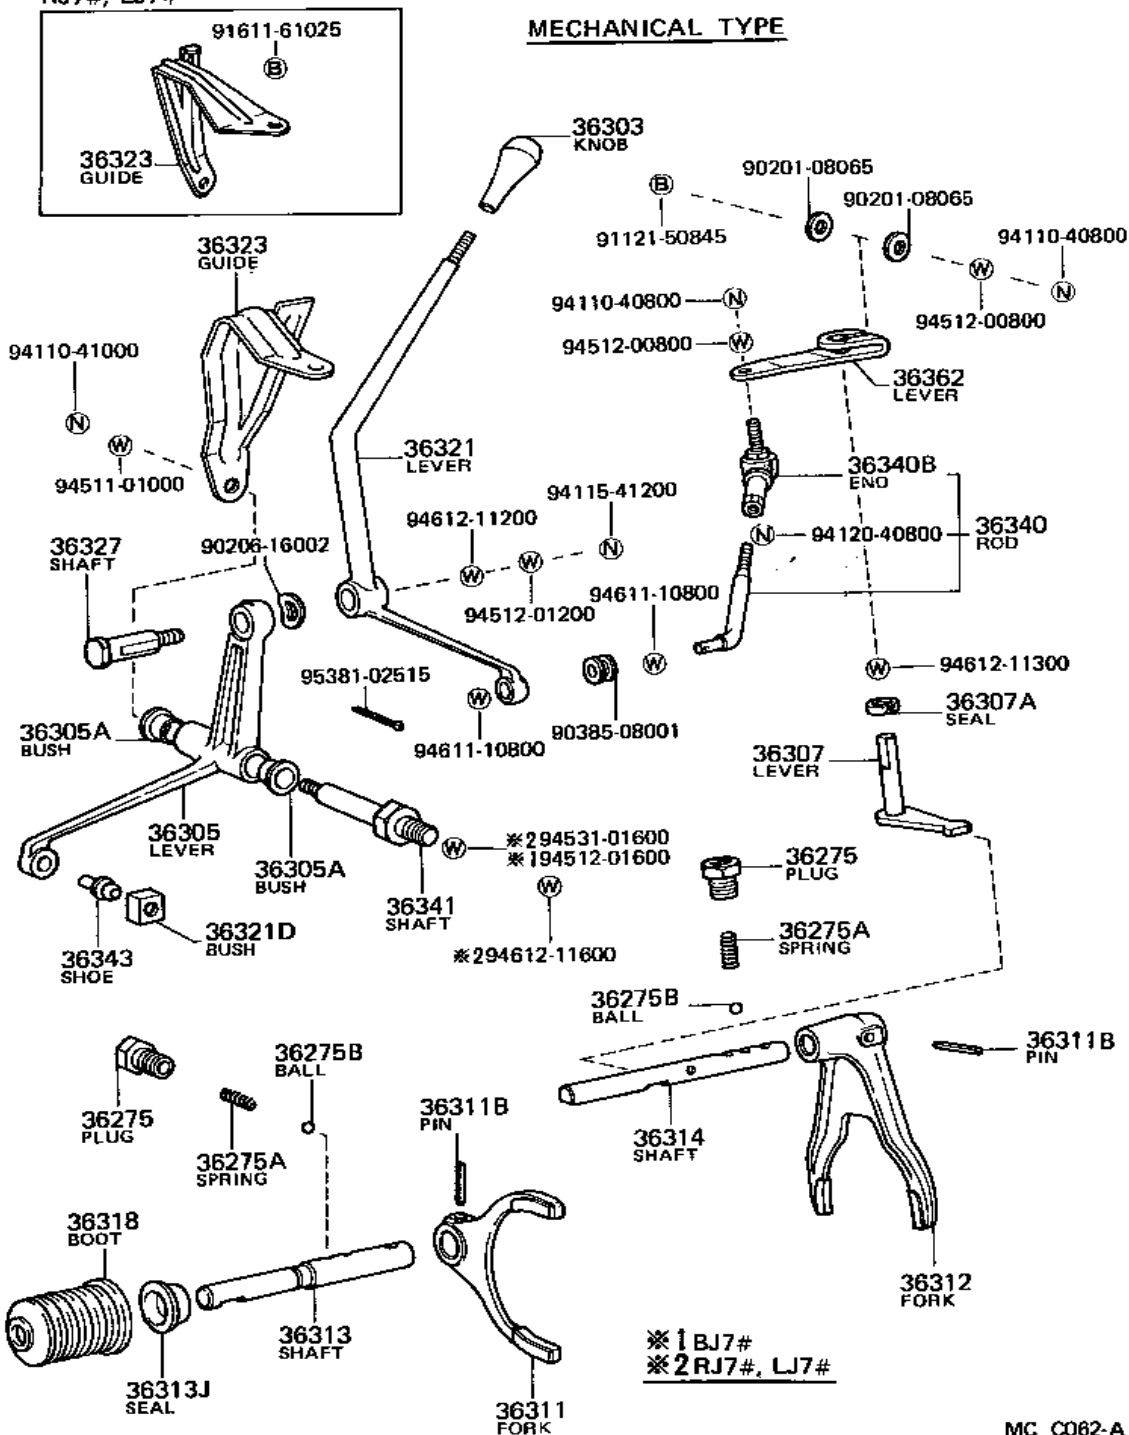 RJ7#, LJ7#
MECHANICAL TYPE
91611-61025
B
36323
GUIDE
36303
KNOB
90201-08065
B
91121-50845
90201-08065
94110-40800
W
N
94512-00800
36323
GUIDE
94110-40800
N
94512-00800
W
94110-41000
N
W
94511-01000
36362
LEVER
36321
LEVER
36340B
END
94115-41200
N
94612-11200
W
W
94512-01200
N
94120-40800
36340
ROD
36327
SHAFT
90206-16002
94611-10800
W
W
94612-11300
95381-02515
W
94611-10800
90385-08001
36307A
SEAL
36305A
BUSH
36307
LEVER
36305
LEVER
36305A
BUSH
36341
SHAFT
W
※294531-01600
※194512-01600
W
※294612-11600
36275
PLUG
36275A
SPRING
36343
SHOE
36321D
BUSH
36275B
BALL
36311B
PIN
36275
PLUG
36275A
SPRING
36275B
BALL
36311B
PIN
36314
SHAFT
36318
BOOT
36312
FORK
36313
SHAFT
36313J
SEAL
36311
FORK
※1 BJ7#
※2 RJ7#, LJ7#
MC C062-A